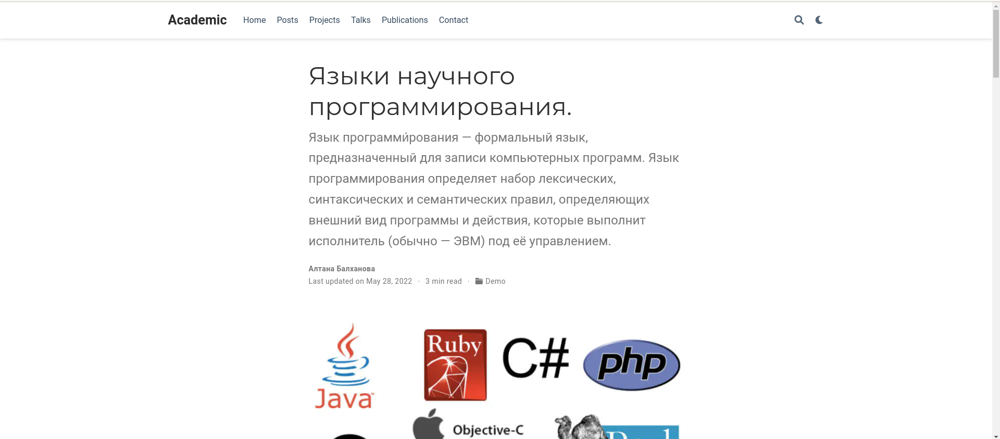 Academic Home Posts Projects Talks Publications Contact
Языки научного
программирования.
Язык программи́рования — формальный язык,
предназначенный для записи компьютерных программ. Язык
программирования определяет набор лексических,
синтаксических и семантических правил, определяющих
внешний вид программы и действия, которые выполнит
исполнитель (обычно — ЭВМ) под её управлением.
Алтана Балханова
Last updated on May 28, 2022 · 3 min read · Demo
Ruby C# php
Java™
Objective-C